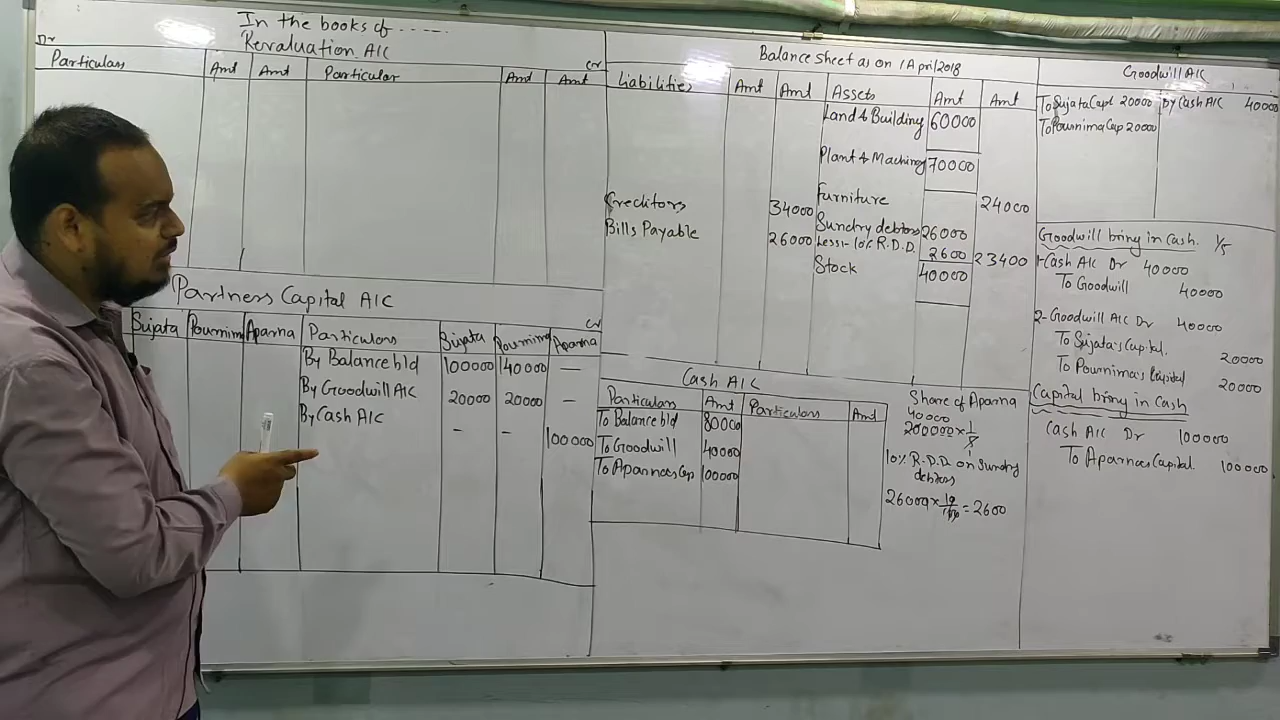 In the books of......
Revaluation A/C
Dr
Cr
Particulars Amt Amt Particular Amt Amt
Partners Capital A/C
Cr
Sujata Pournima Aparna Particulars Sujata Pournima Aparna
By Balance b/d 100000 140000 —
By Goodwill A/C 20000 20000 —
By Cash A/C – – 100000
Balance sheet as on 1 April 2018
Liabilities Amt Amt Assets Amt Amt
Land & Building 60000
Plant & Machinery 70000
Furniture 24000
Creditors 34000 Sundry debtors 26000
Bills Payable 26000 Less:- 10% R.D.D. 2600 23400
Stock 40000
Cash A/C
Particulars Amt Particulars Amt
To Balance b/d 80000
To Goodwill 40000
To Aparna's Cap 100000
Share of Aparna
40000
200000 × 1/5
1
10% R.D.D. on Sundry
debtors
26000 × 10/100 = 2600
Goodwill A/C
To Sujata Capt 20000 By Cash A/C 40000
To Pournima Cap 20000
Goodwill bring in Cash. 1/5
1- Cash A/C Dr 40000
To Goodwill 40000
2- Goodwill A/C Dr 40000
To Sujata's Capital. 20000
To Pournima's Capital 20000
Capital bring in Cash
Cash A/C Dr 100000
To Aparna's Capital. 100000